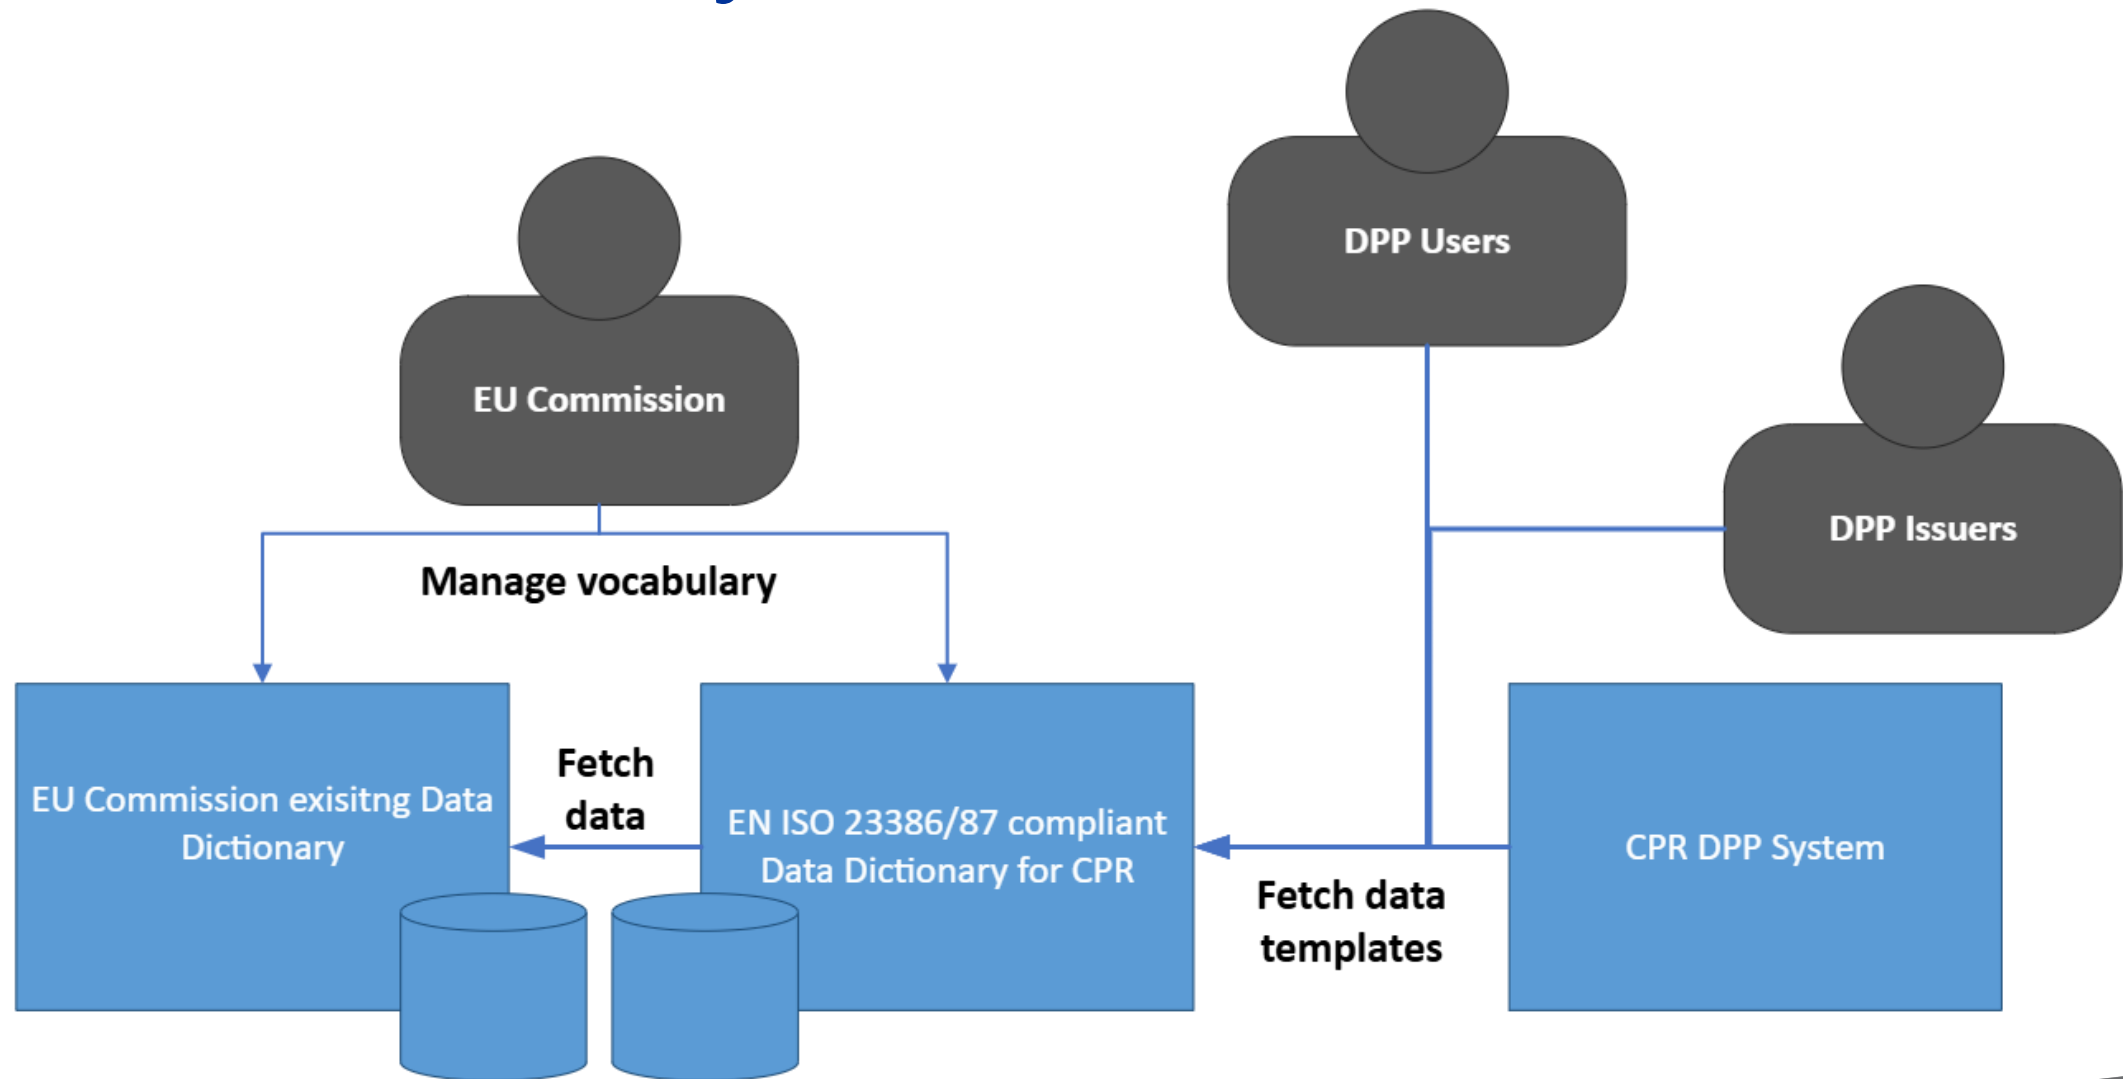 DPP Users
EU Commission
DPP Issuers
Manage vocabulary
EU Commission exisitng Data
Dictionary
Fetch
data
EN ISO 23386/87 compliant
Data Dictionary for CPR
Fetch data
templates
CPR DPP System